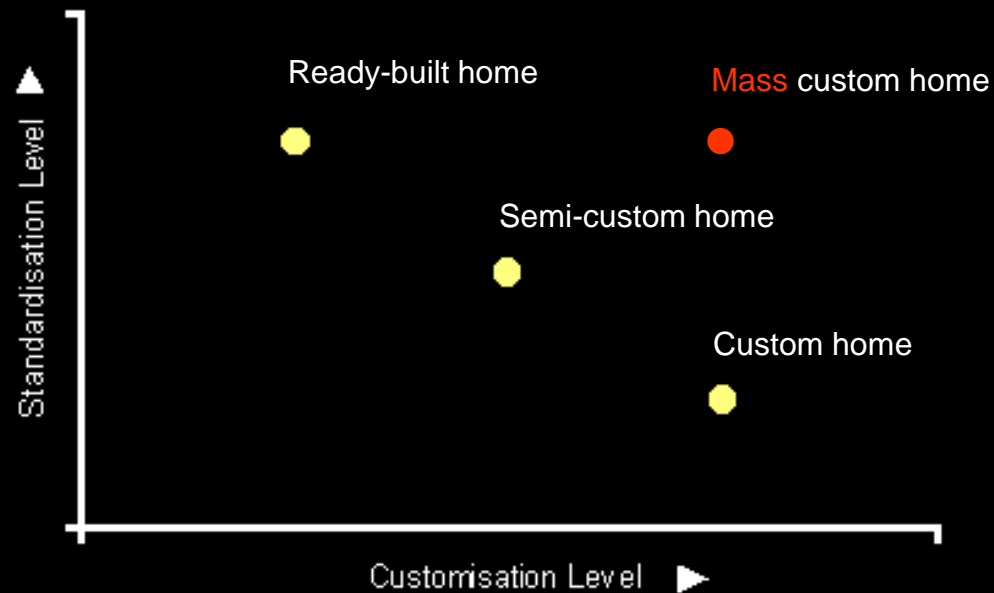 Ready-built home
Mass custom home
Semi-custom home
Custom home
Standardisation Level
Customisation Level